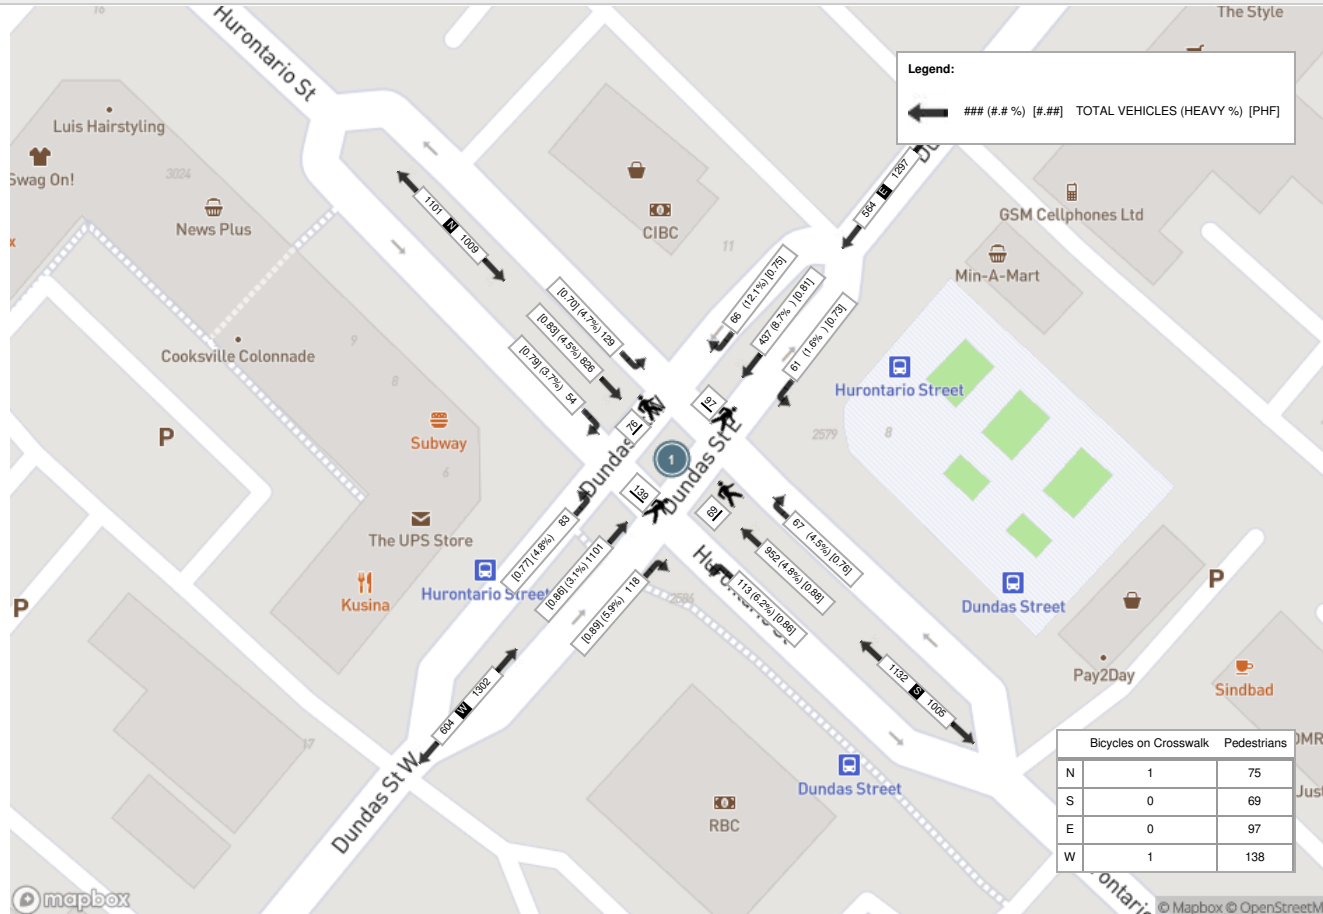 16
The Style
Hurontario St
Legend:
### (#.# %) [#.##] TOTAL VEHICLES (HEAVY %) [PHF]
Luis Hairstyling
Swag On!
3024
News Plus
CIBC
11
GSM Cellphones Ltd
Min-A-Mart
564 E 1297
1101 N 1009
[0.70] (4.7%) 129
[0.83] (4.5%) 826
[0.79] (3.7%) 54
66 (12.1%) [0.75]
437 (8.7% ) [0.81]
61 (1.6% ) [0.73]
Cooksville Colonnade
9
8
6
P
Subway
The UPS Store
Kusina
P
Hurontario Street
Hurontario Street
2579
8
76
97
139
69
1
Dundas St E
[0.77] (4.8%) 83
[0.86] (3.1%) 1101
[0.89] (5.9%) 118
67 (4.5%) [0.76]
952 (4.8%) [0.88]
113 (6.2%) [0.86]
2586
Dundas Street
P
Pay2Day
Sindbad
604 W 1302
1132 S 1005
17
Dundas St W
RBC
Dundas Street
Bicycles on Crosswalk Pedestrians
N 1 75
S 0 69
E 0 97
W 1 138
mapbox
© Mapbox © OpenStreetM